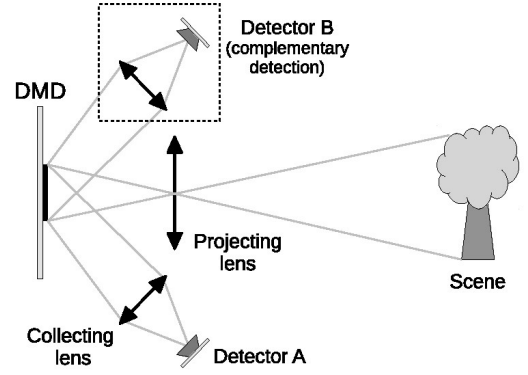 Detector B
(complementary
detection)
DMD
Projecting
lens
Scene
Collecting
lens
Detector A